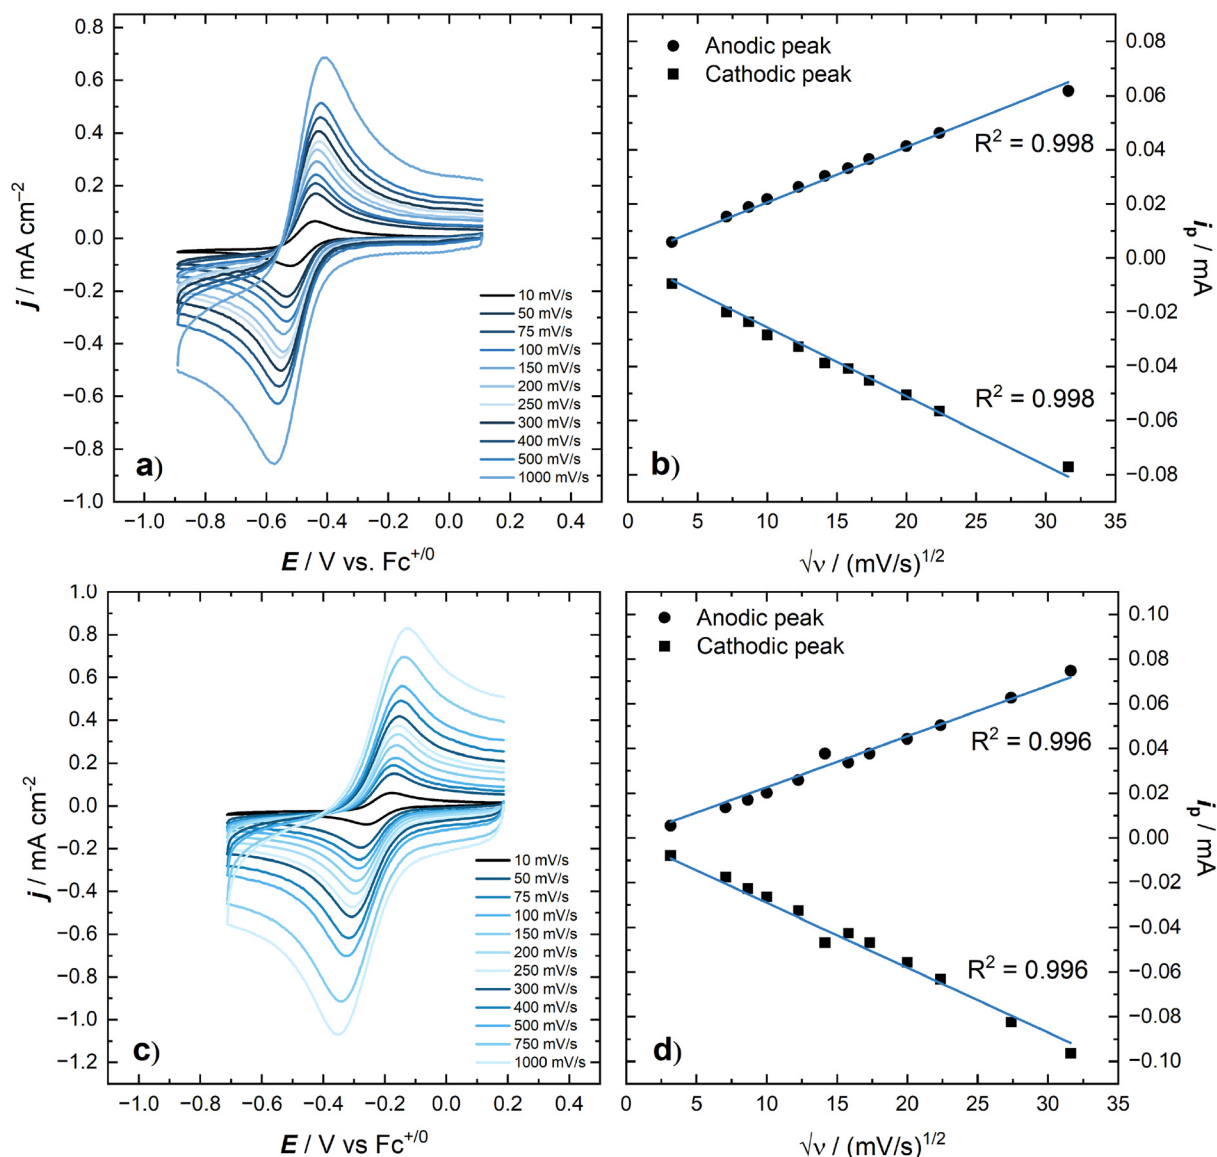 0.8
0.6
0.4
0.2
0.0
−0.2
−0.4
−0.6
−0.8
−1.0
j / mA cm⁻²
10 mV/s
50 mV/s
75 mV/s
100 mV/s
150 mV/s
200 mV/s
250 mV/s
300 mV/s
400 mV/s
500 mV/s
1000 mV/s
a)
−1.0 −0.8 −0.6 −0.4 −0.2 0.0 0.2 0.4
E / V vs. Fc⁺ᐟ⁰
Anodic peak
Cathodic peak
R² = 0.998
R² = 0.998
b)
0.08
0.06
0.04
0.02
0.00
−0.02
−0.04
−0.06
−0.08
iₚ / mA
0 5 10 15 20 25 30 35
√ν / (mV/s)¹ᐟ²
1.0
0.8
0.6
0.4
0.2
0.0
−0.2
−0.4
−0.6
−0.8
−1.0
−1.2
j / mA cm⁻²
10 mV/s
50 mV/s
75 mV/s
100 mV/s
150 mV/s
200 mV/s
250 mV/s
300 mV/s
400 mV/s
500 mV/s
750 mV/s
1000 mV/s
c)
−1.0 −0.8 −0.6 −0.4 −0.2 0.0 0.2 0.4
E / V vs Fc⁺ᐟ⁰
Anodic peak
Cathodic peak
R² = 0.996
R² = 0.996
d)
0.10
0.08
0.06
0.04
0.02
0.00
−0.02
−0.04
−0.06
−0.08
−0.10
iₚ / mA
0 5 10 15 20 25 30 35
√ν / (mV/s)¹ᐟ²